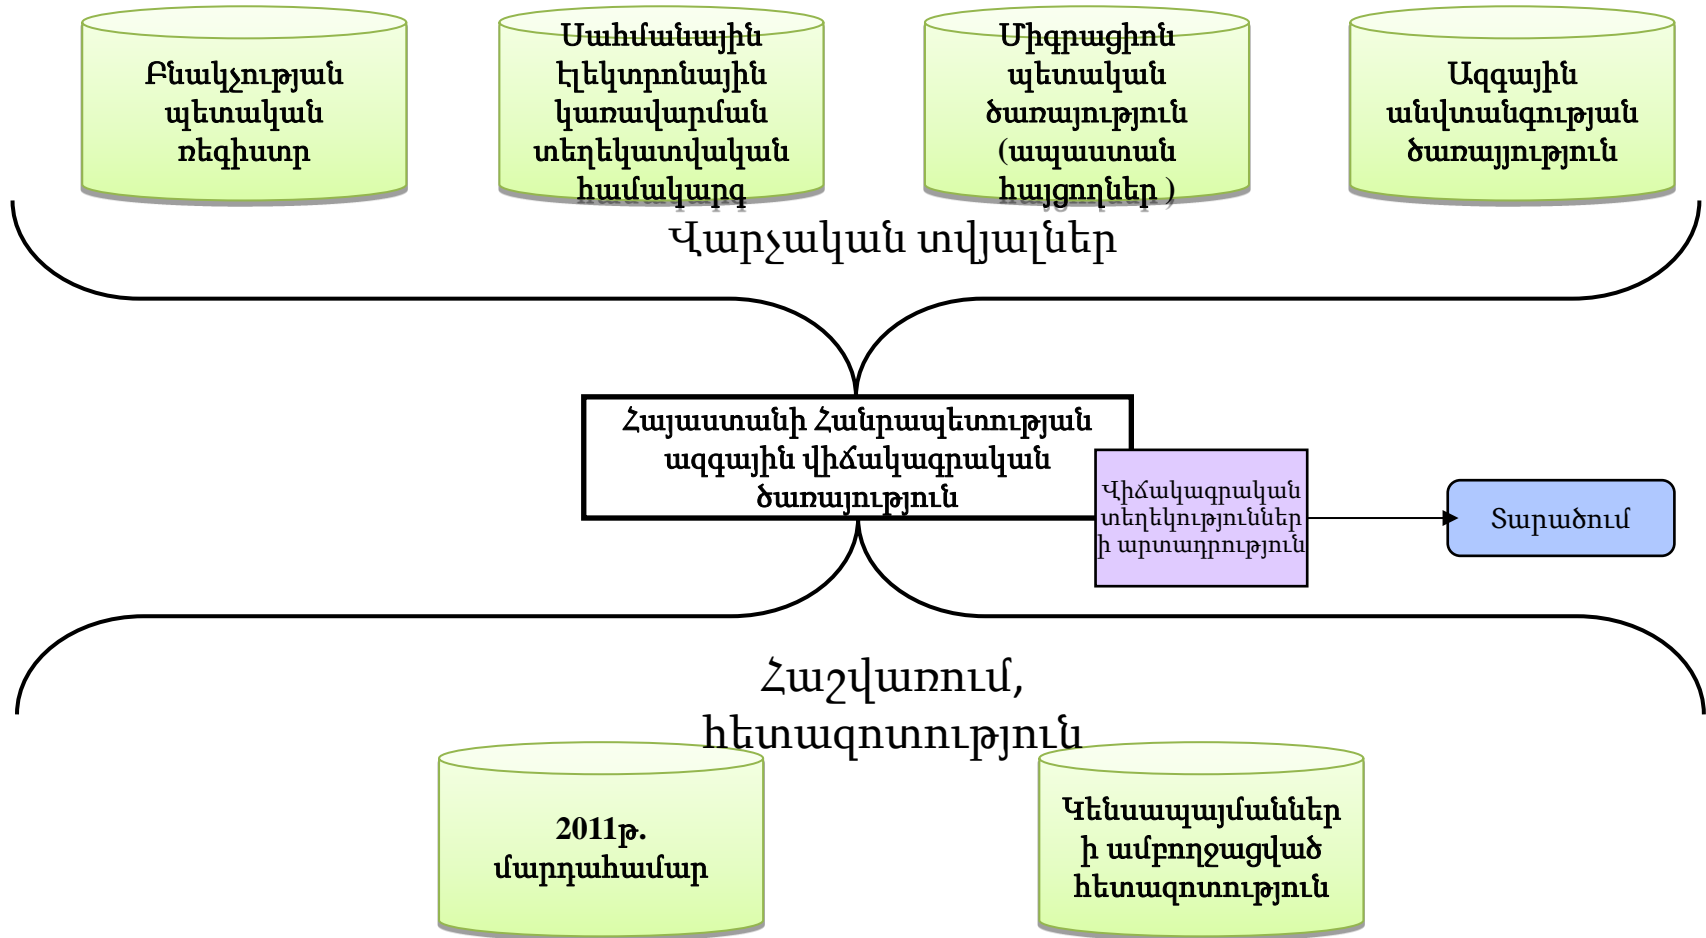 Բնակչության
պետական
ռեգիստր
Սահմանային
էլեկտրոնային
կառավարման
տեղեկատվական
համակարգ
Միգրացիոն
պետական
ծառայություն
(ապաստան
հայցողներ )
Ազգային
անվտանգության
ծառայյություն
Վարչական տվյալներ
Հայաստանի Հանրապետության
ազգային վիճակագրական
ծառայություն
Վիճակագրական
տեղեկություններ
ի արտադրություն
Տարածում
Հաշվառում,
հետազոտություն
2011թ.
մարդահամար
Կենսապայմաններ
ի ամբողջացված
հետազոտություն